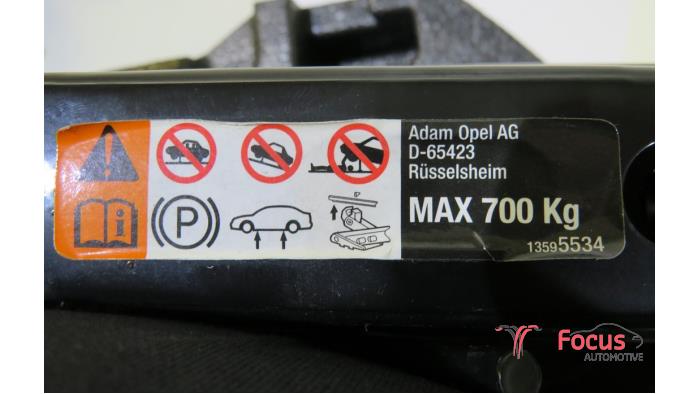 Adam Opel AG
D-65423
Rüsselsheim
MAX 700 Kg
13595534
P
i
Focus
AUTOMOTIVE